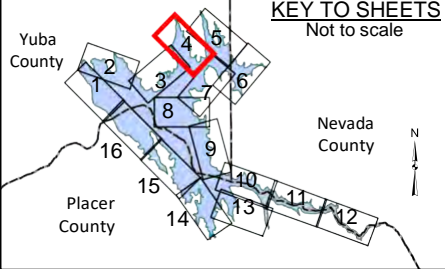 KEY TO SHEETS
Not to scale
Yuba
County
4
5
2
3
6
1
7
8
Nevada
County
N
16
9
15
10
11
Placer
County
14
13
12